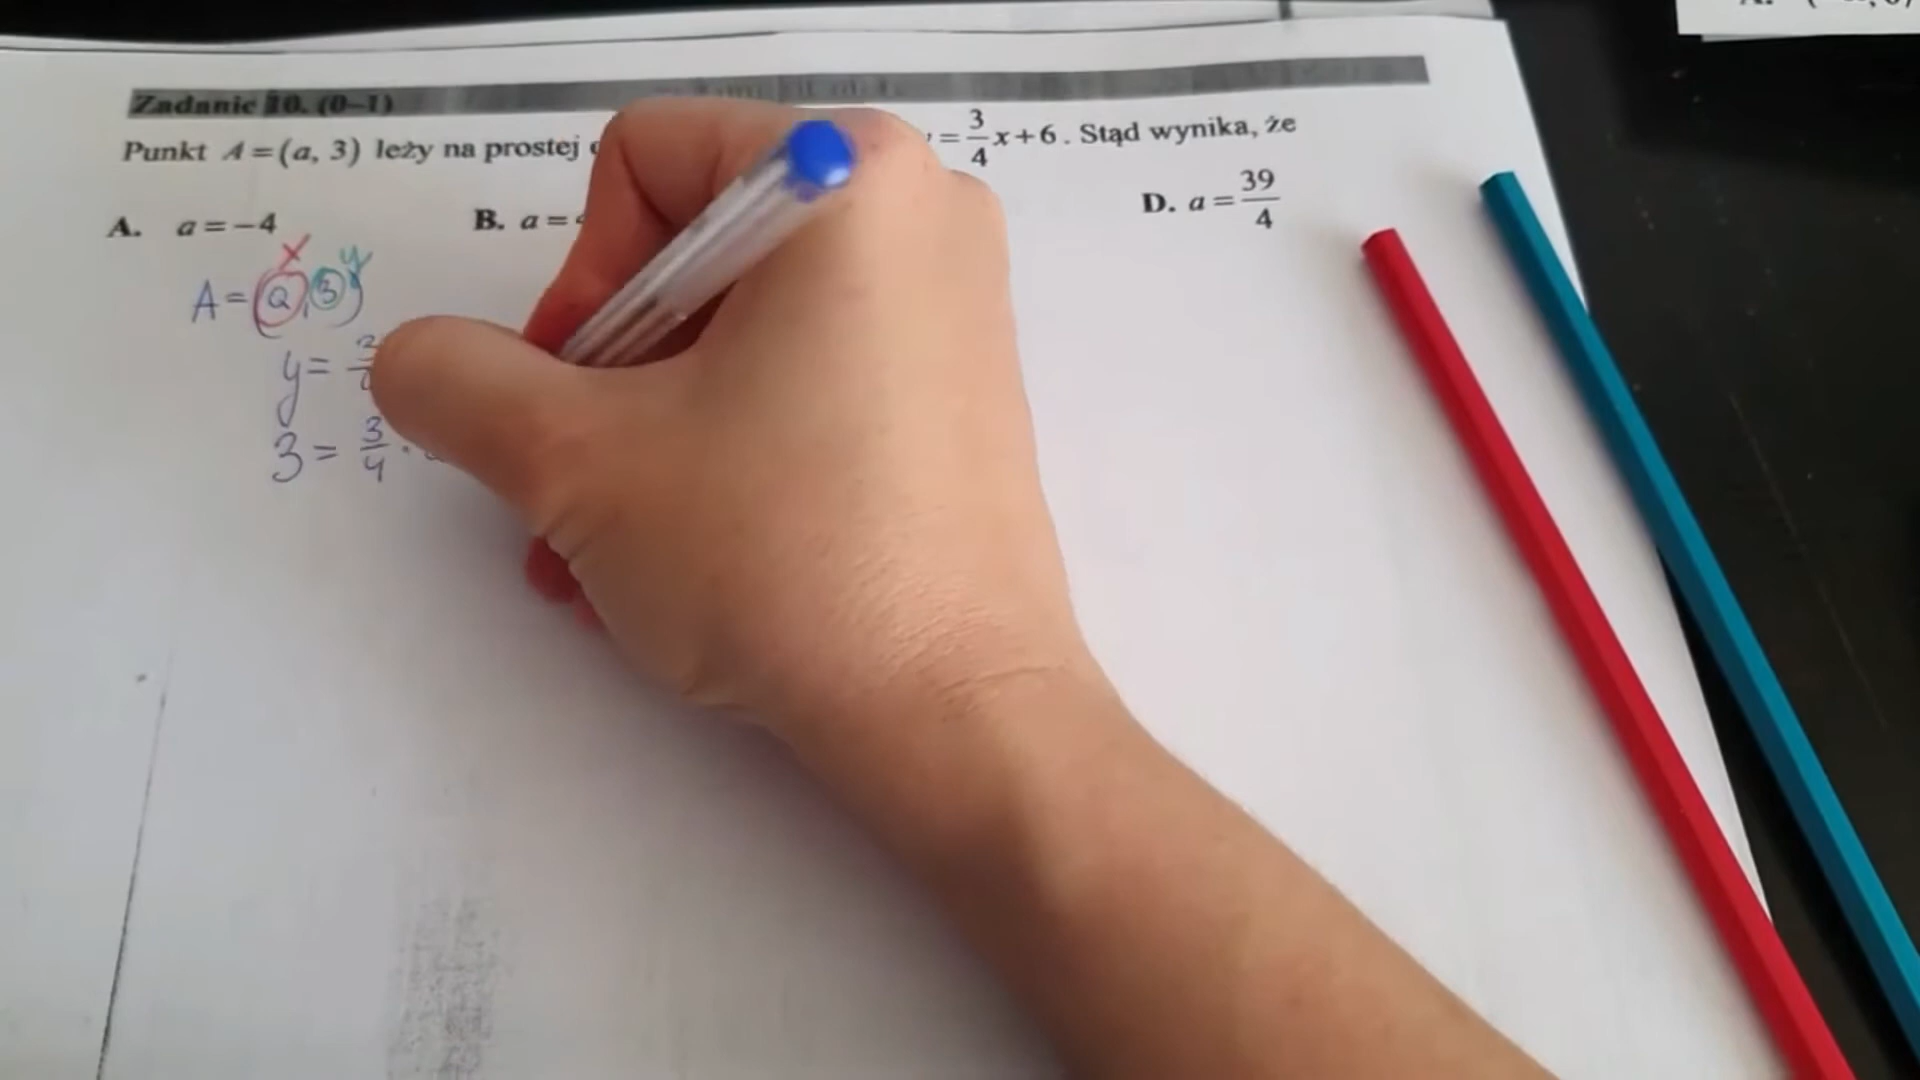 Zadanie 10. (0–1)
Punkt A = (a, 3) leży na prostej = 3/4 x + 6 . Stąd wynika, że
A. a = −4 B. a = D. a = 39/4
x y
A = (a, 3)
y =
3 = 3/4 ·